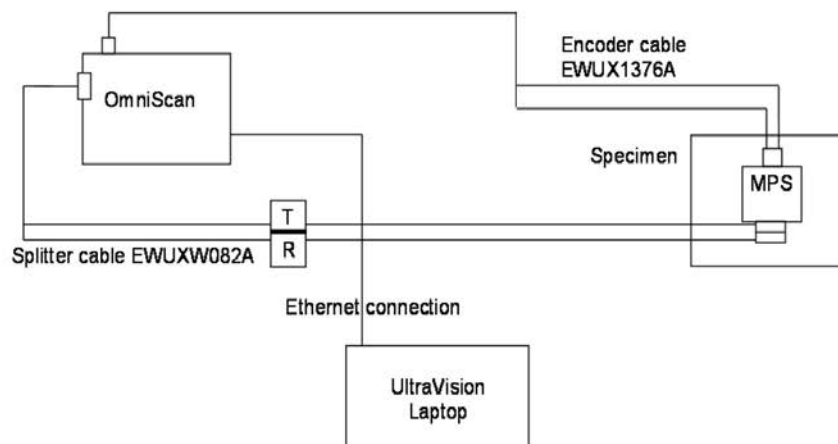 Encoder cable
EWUX1376A
OmniScan
Specimen
MPS
T
R
Splitter cable EWUXW082A
Ethernet connection
UltraVision
Laptop